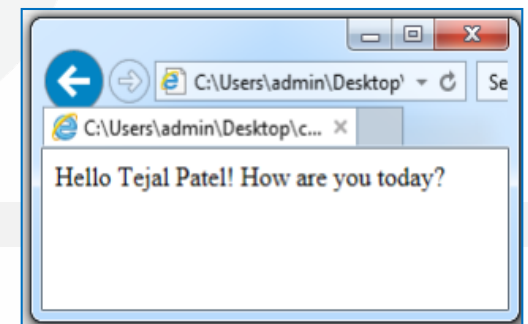 C:\Users\admin\Desktop' Se
C:\Users\admin\Desktop\c...
Hello Tejal Patel! How are you today?